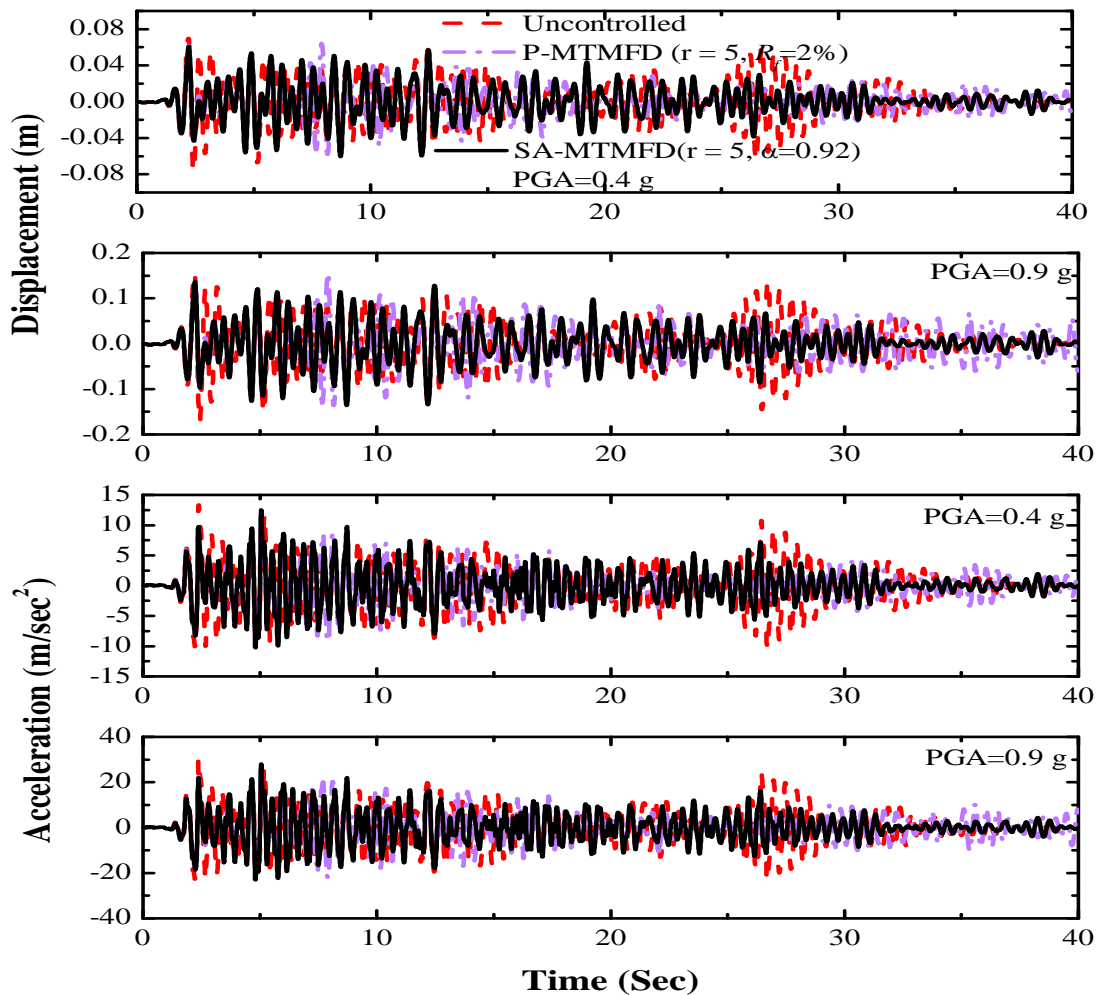 Uncontrolled
P-MTMFD (r = 5, R_f=2%)
SA-MTMFD(r = 5, α=0.92)
PGA=0.4 g
0.08
0.04
0.00
-0.04
-0.08
0 10 20 30 40
Displacement (m)
PGA=0.9 g
0.2
0.1
0.0
-0.1
-0.2
0 10 20 30 40
PGA=0.4 g
15
10
5
0
-5
-10
-15
0 10 20 30 40
Acceleration (m/sec²)
PGA=0.9 g
40
20
0
-20
-40
0 10 20 30 40
Time (Sec)